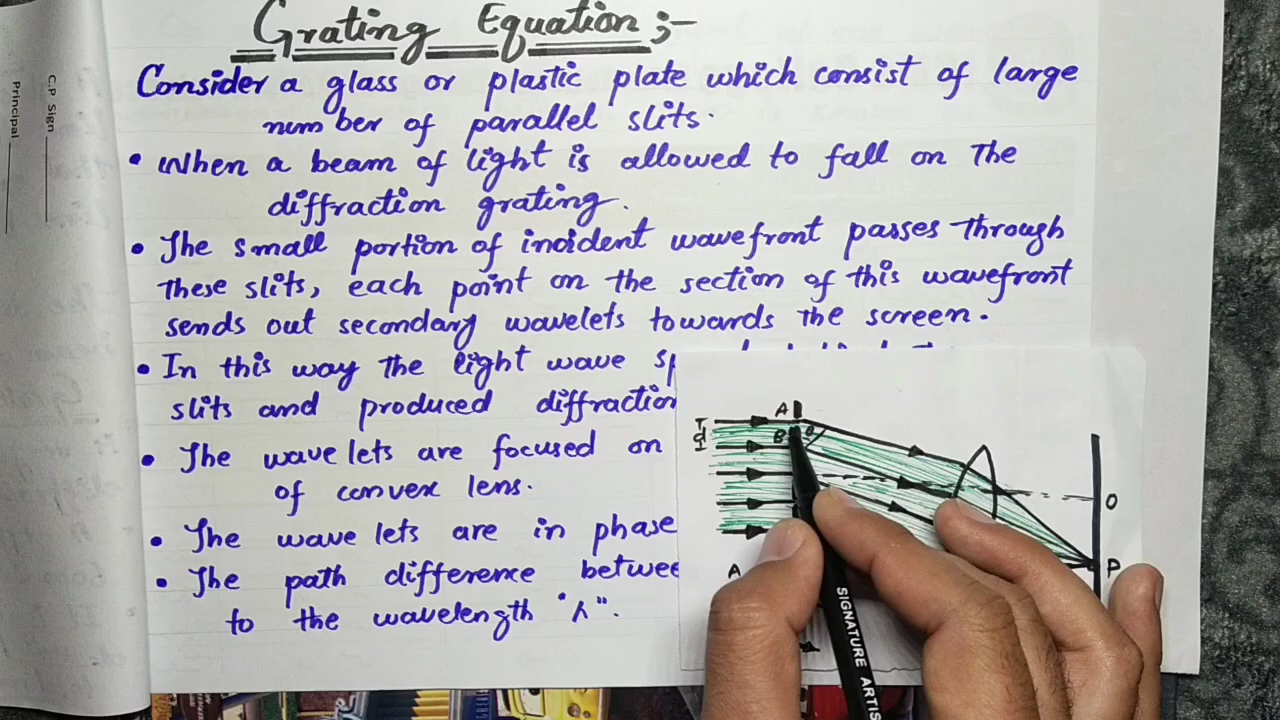 Grating Equation :-
Consider a glass or plastic plate which consist of large
number of parallel slits.
• When a beam of light is allowed to fall on The
diffraction grating.
• The small portion of incident wavefront passes Through
These slits, each point on the section of this wavefront
sends out secondary wavelets towards the screen.
• In this way the light wave
slits and produced diffraction
• The wavelets are focused on
of convex lens.
• The wave lets are in phase
• The path difference
to the wavelength "λ".
C.P Sign
Principal
A
d
B
O
P
A
SIGNATURE